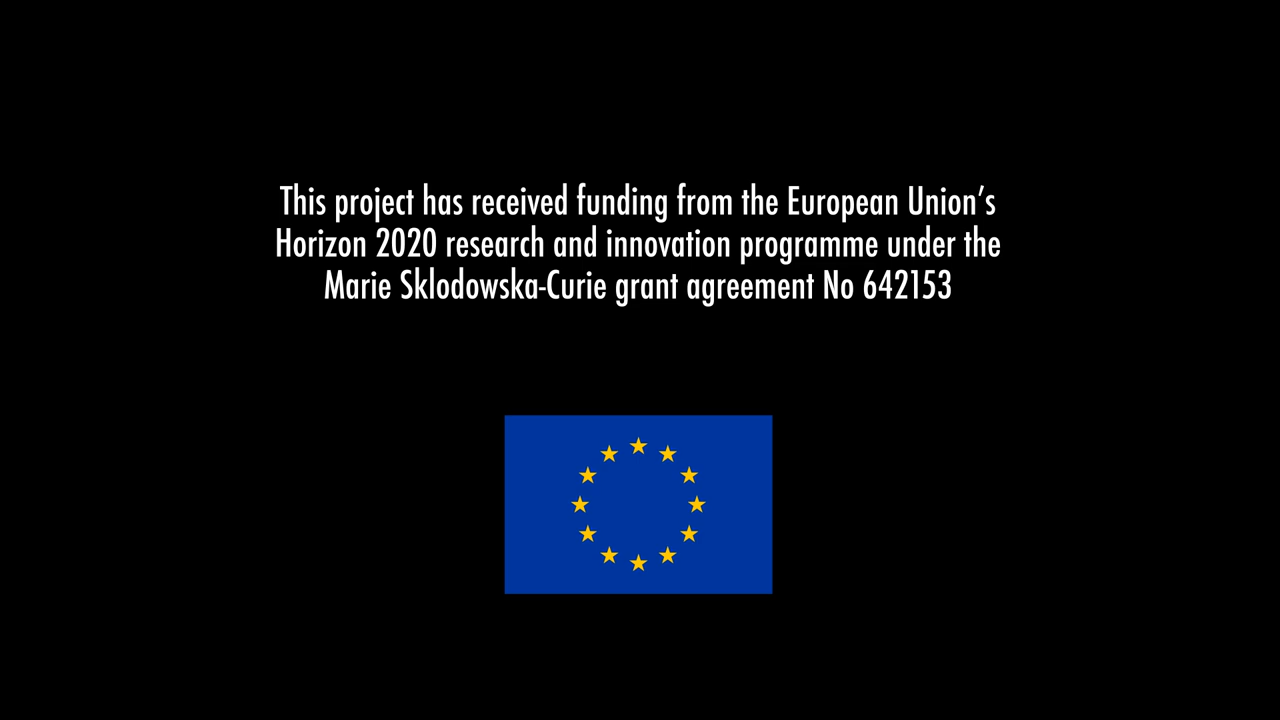 This project has received funding from the European Union’s
Horizon 2020 research and innovation programme under the
Marie Sklodowska-Curie grant agreement No 642153